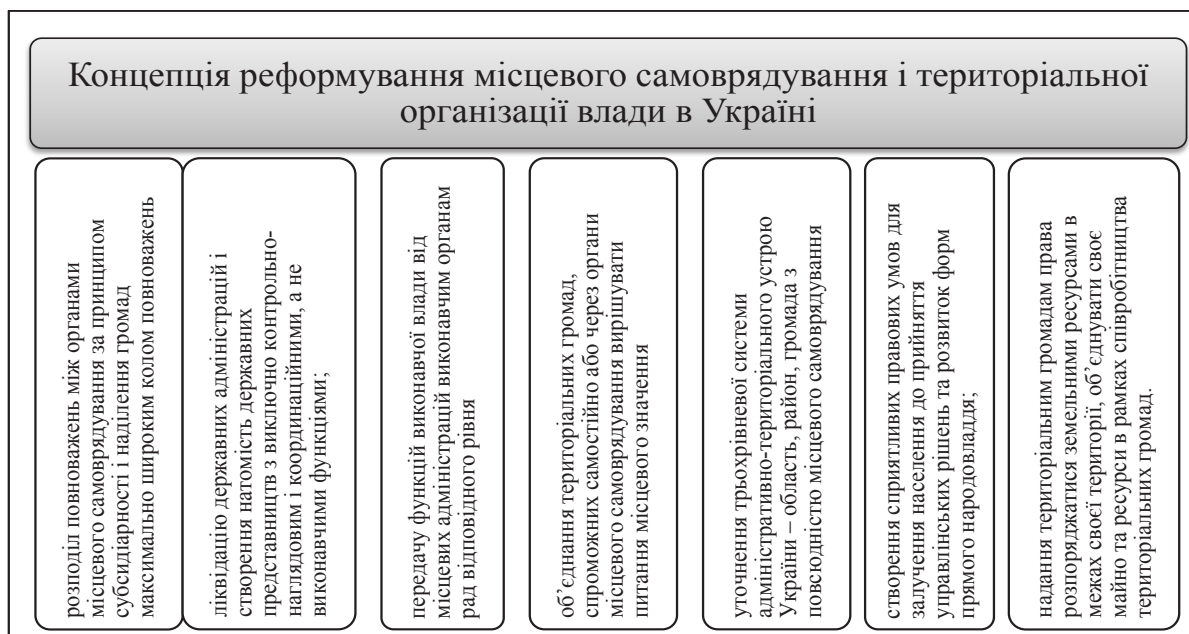 Концепція реформування місцевого самоврядування і територіальної
організації влади в Україні
розподіл повноважень між органами
місцевого самоврядування за принципом
субсидіарності і наділення громад
максимально широким колом повноважень
ліквідацію державних адміністрацій і
створення натомість державних
представництв з виключно контрольно-
наглядовим і координаційними, а не
виконавчими функціями;
передачу функцій виконавчої влади від
місцевих адміністрацій виконавчим органам
рад відповідного рівня
об’єднання територіальних громад,
спроможних самостійно або через органи
місцевого самоврядування вирішувати
питання місцевого значення
уточнення трьохрівневої системи
адміністративно-територіального устрою
України – область, район, громада з
повсюдністю місцевого самоврядування
створення сприятливих правових умов для
залучення населення до прийняття
управлінських рішень та розвиток форм
прямого народовладдя;
надання територіальним громадам права
розпоряджатися земельними ресурсами в
межах своєї території, об’єднувати своє
майно та ресурси в рамках співробітництва
територіальних громад.